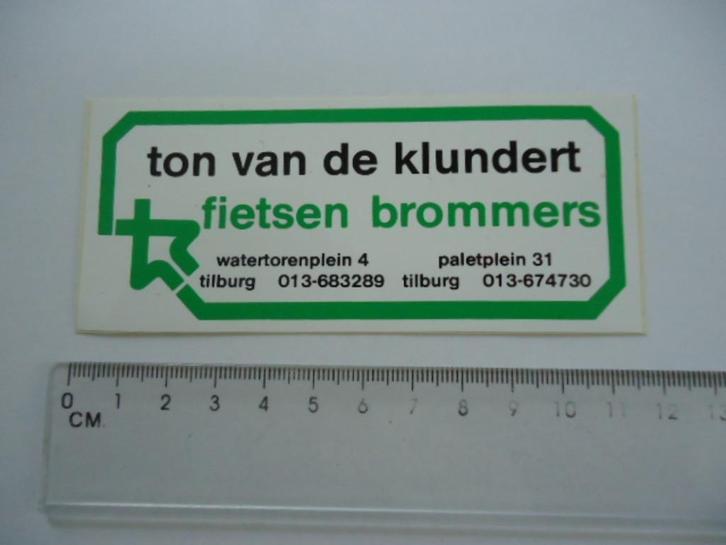 ton van de klundert
fietsen brommers
watertorenplein 4 paletplein 31
tilburg 013-683289 tilburg 013-674730
0 1 2 3 4 5 6 7 8 9 10 11 12 13
CM.